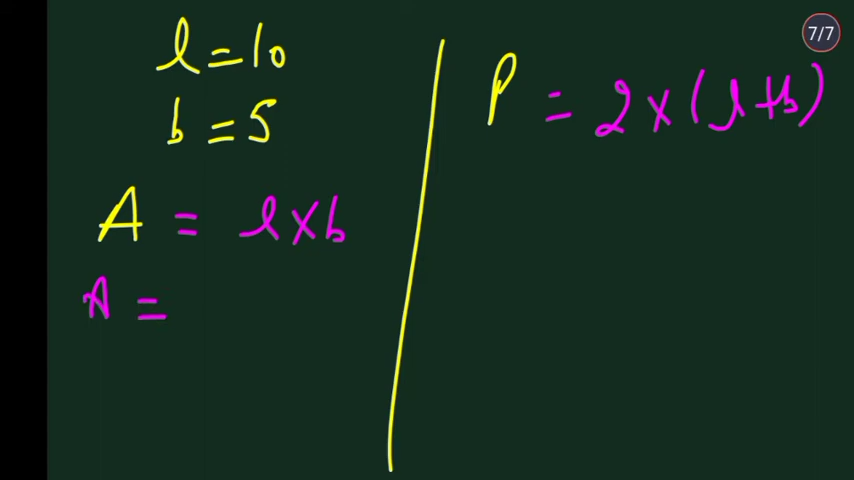 l = 10
b = 5
A = l × b
A =
P = 2 × (l + b)
7/7